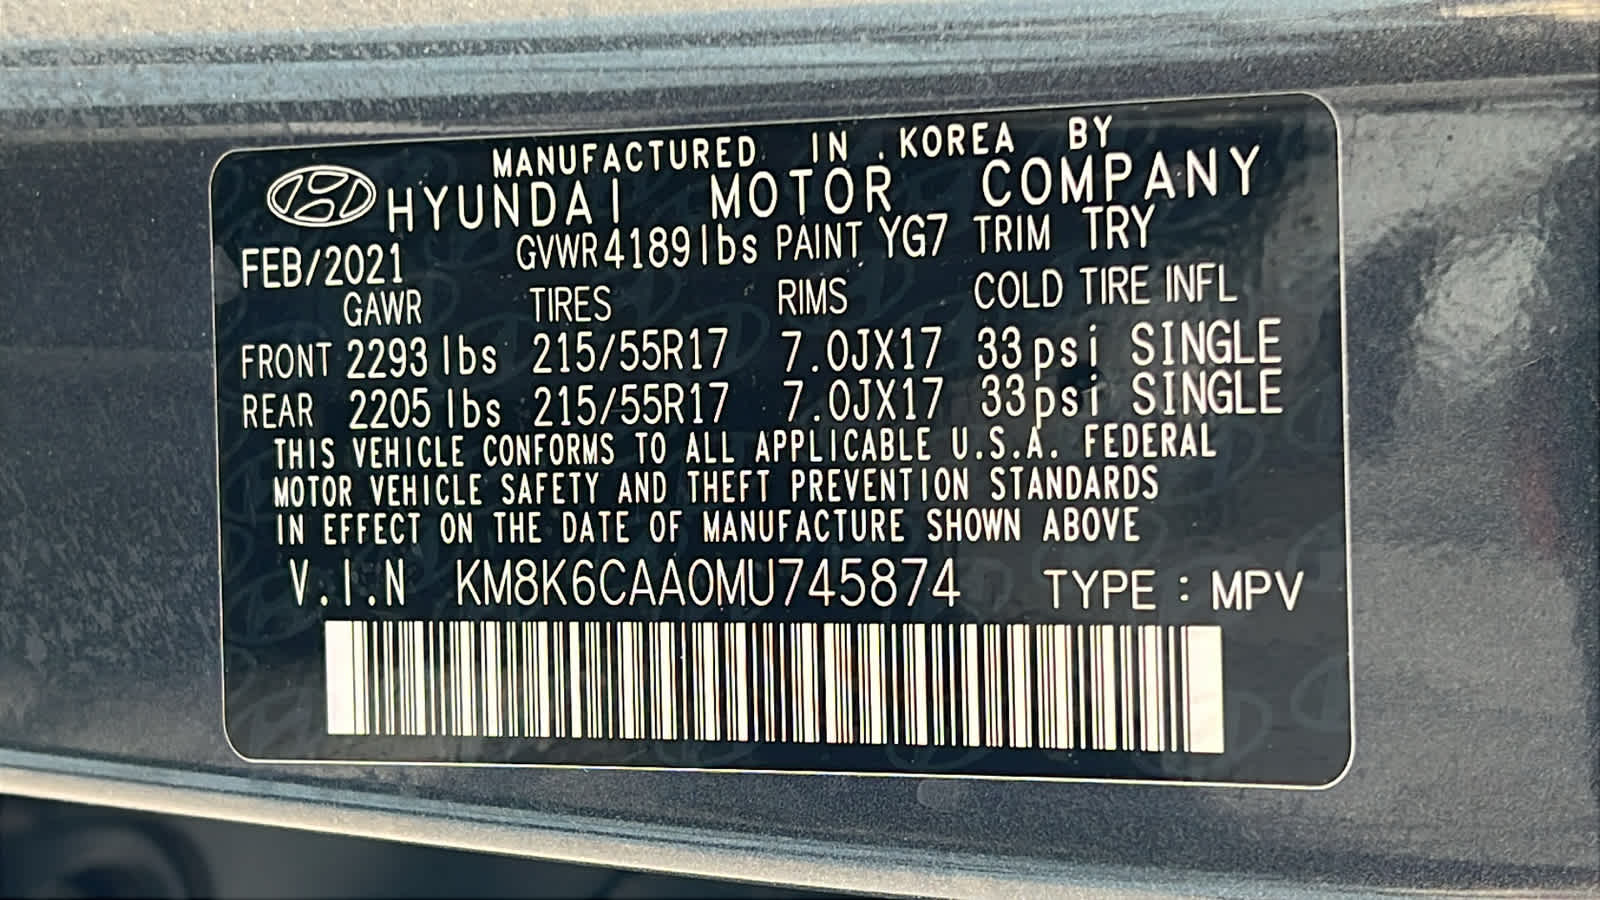 MANUFACTURED IN KOREA BY
HYUNDAI MOTOR COMPANY
FEB/2021 GVWR 4189 lbs PAINT YG7 TRIM TRY
GAWR TIRES RIMS COLD TIRE INFL
FRONT 2293 lbs 215/55R17 7.0JX17 33psi SINGLE
REAR 2205 lbs 215/55R17 7.0JX17 33psi SINGLE
THIS VEHICLE CONFORMS TO ALL APPLICABLE U.S.A. FEDERAL
MOTOR VEHICLE SAFETY AND THEFT PREVENTION STANDARDS
IN EFFECT ON THE DATE OF MANUFACTURE SHOWN ABOVE
V.I.N KM8K6CAA0MU745874 TYPE : MPV